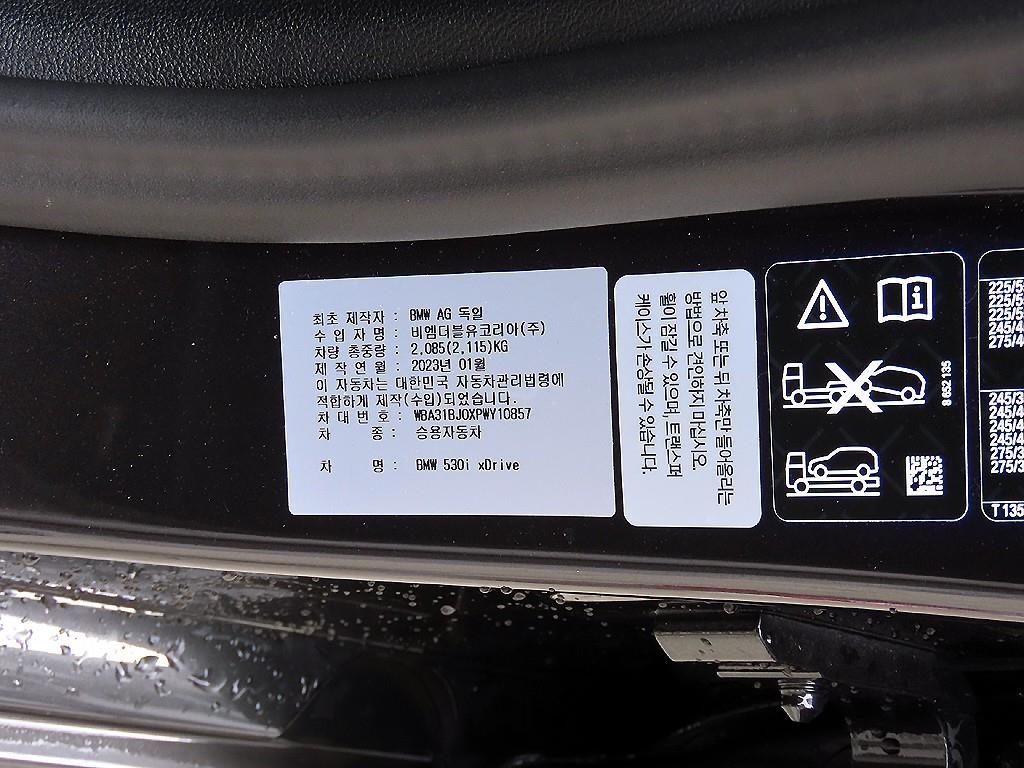 최초 제작자 : BMW AG 독일
수 입 자 명 : 비엠더블유코리아(주)
차량 총중량 : 2,085(2,115)KG
제 작 연 월 : 2023년 01월
이 자동차는 대한민국 자동차관리법령에
적합하게 제작(수입)되었습니다.
차 대 번 호 : WBA31BJ0XPWY10857
차 종 : 승용자동차
차 명 : BMW 530i xDrive
앞 차축 또는 뒤 차축만 들어올리는
방법으로 견인하지 마십시오.
휠이 잠길 수 있으며, 트랜스퍼
케이스가 손상될 수 있습니다.
8 652 135
225/5
225/5
225/5
245/4
275/4
245/3
245/4
245/4
245/4
275/3
275/3
T 135